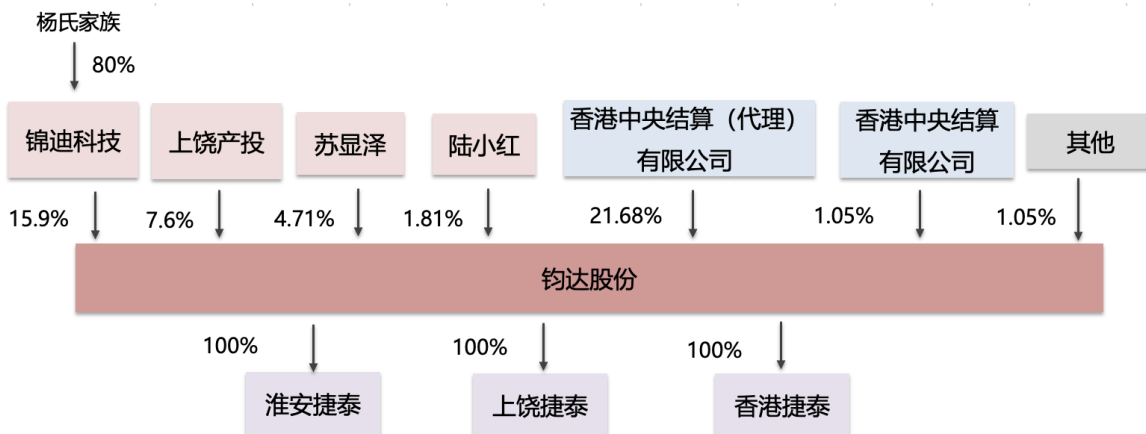 杨氏家族
80%
锦迪科技
上饶产投
苏显泽
陆小红
香港中央结算（代理）
有限公司
香港中央结算
有限公司
其他
15.9%
7.6%
4.71%
1.81%
21.68%
1.05%
1.05%
钧达股份
100%
100%
100%
淮安捷泰
上饶捷泰
香港捷泰